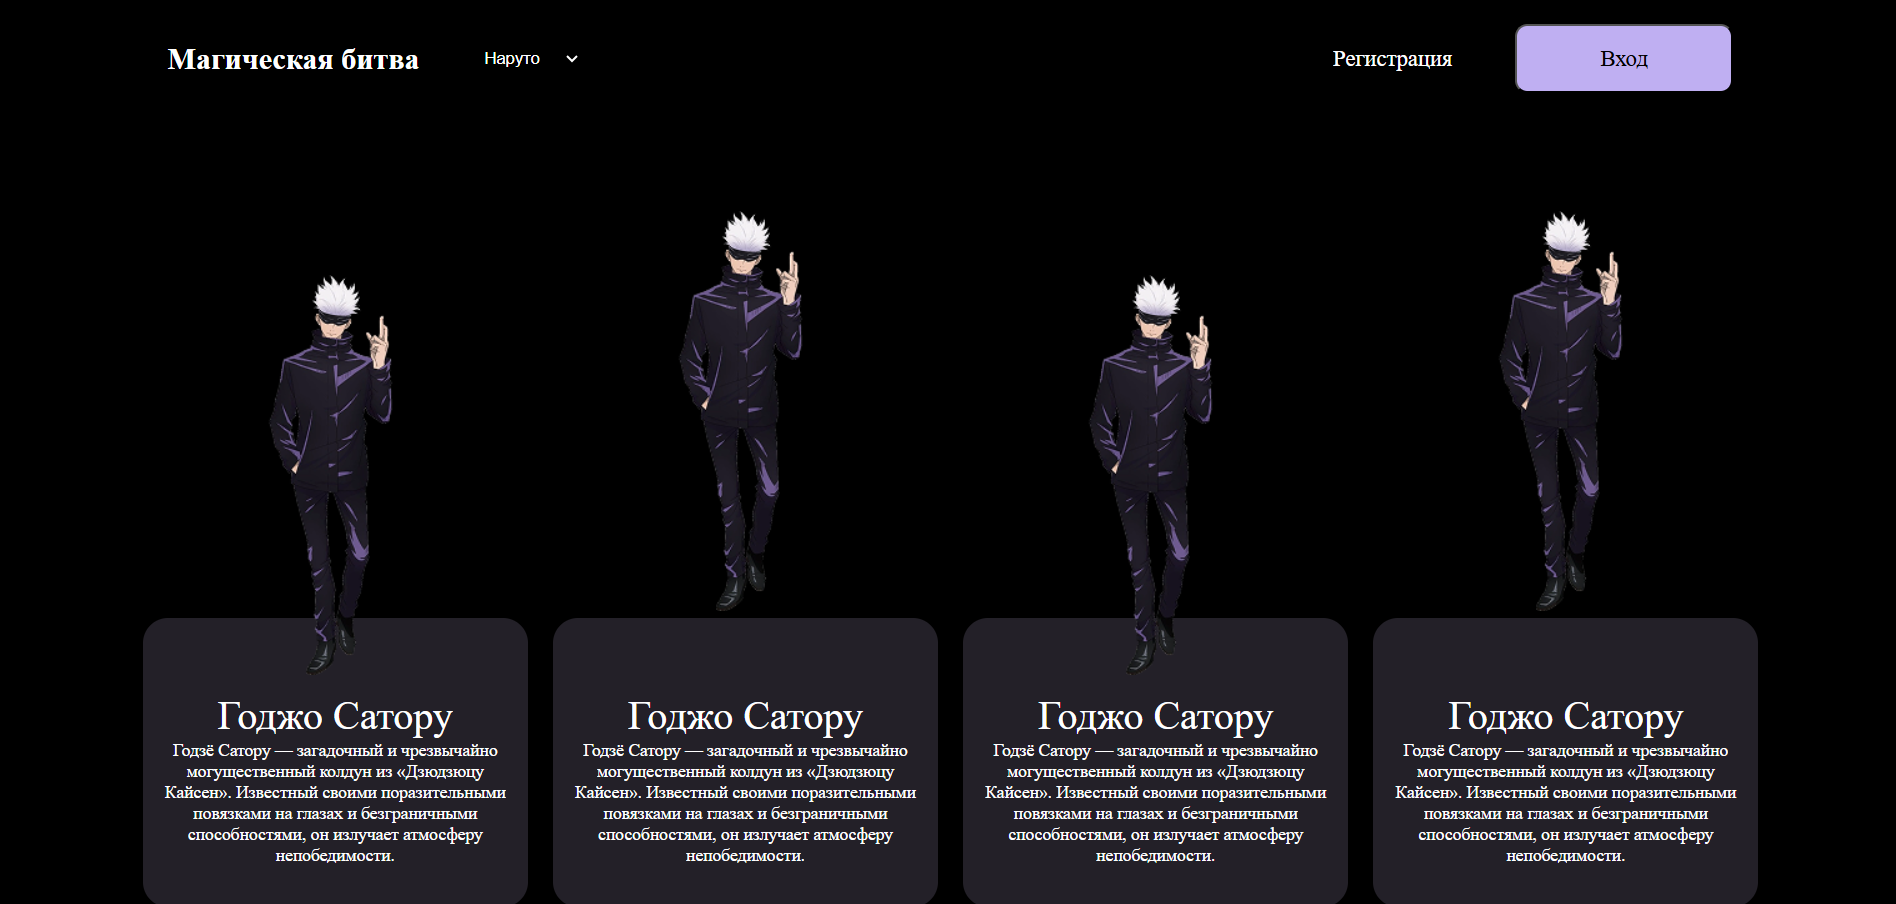 Магическая битва
Наруто
Регистрация
Вход
Годжо Сатору
Годзё Сатору — загадочный и чрезвычайно
могущественный колдун из «Дзюдзюцу
Кайсен». Известный своими поразительными
повязками на глазах и безграничными
способностями, он излучает атмосферу
непобедимости.
Годжо Сатору
Годзё Сатору — загадочный и чрезвычайно
могущественный колдун из «Дзюдзюцу
Кайсен». Известный своими поразительными
повязками на глазах и безграничными
способностями, он излучает атмосферу
непобедимости.
Годжо Сатору
Годзё Сатору — загадочный и чрезвычайно
могущественный колдун из «Дзюдзюцу
Кайсен». Известный своими поразительными
повязками на глазах и безграничными
способностями, он излучает атмосферу
непобедимости.
Годжо Сатору
Годзё Сатору — загадочный и чрезвычайно
могущественный колдун из «Дзюдзюцу
Кайсен». Известный своими поразительными
повязками на глазах и безграничными
способностями, он излучает атмосферу
непобедимости.